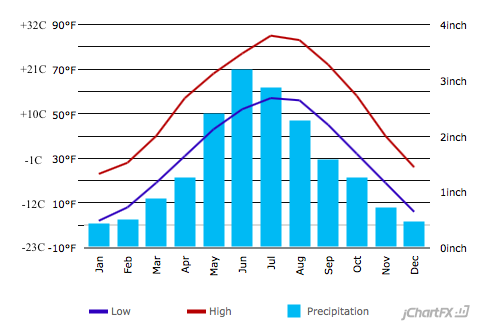 +32C 90°F 4inch
+21C 70°F 3inch
+10C 50°F 2inch
-1C 30°F 1inch
-12C 10°F
-23C -10°F 0inch
Jan Feb Mar Apr May Jun Jul Aug Sep Oct Nov Dec
Low High Precipitation
jChartFX